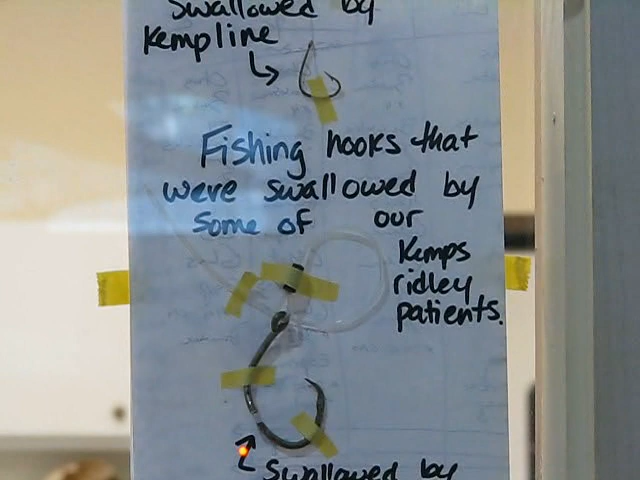 Swallowed by
Kempline
Fishing hooks that
were swallowed by
some of our
Kemps
ridley
patients.
Swallowed by